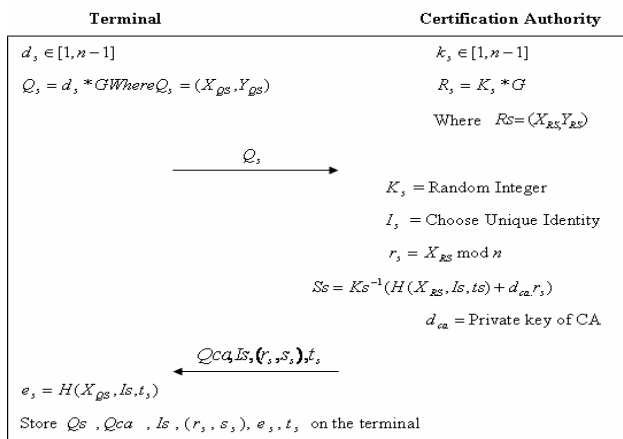 Terminal Certification Authority
d_s ∈ [1, n−1] k_s ∈ [1, n−1]
Q_s = d_s * G Where Q_s = (X_QS, Y_QS) R_s = K_s * G
Where Rs = (X_RS, Y_RS)
Q_s
K_s = Random Integer
I_s = Choose Unique Identity
r_s = X_RS mod n
Ss = Ks^−1(H(X_RS, Is, ts) + d_ca.r_s)
d_ca = Private key of CA
Qca, Is, (r_s, s_s), t_s
e_s = H(X_QS, Is, t_s)
Store Qs , Qca , Is , (r_s, s_s), e_s, t_s on the terminal